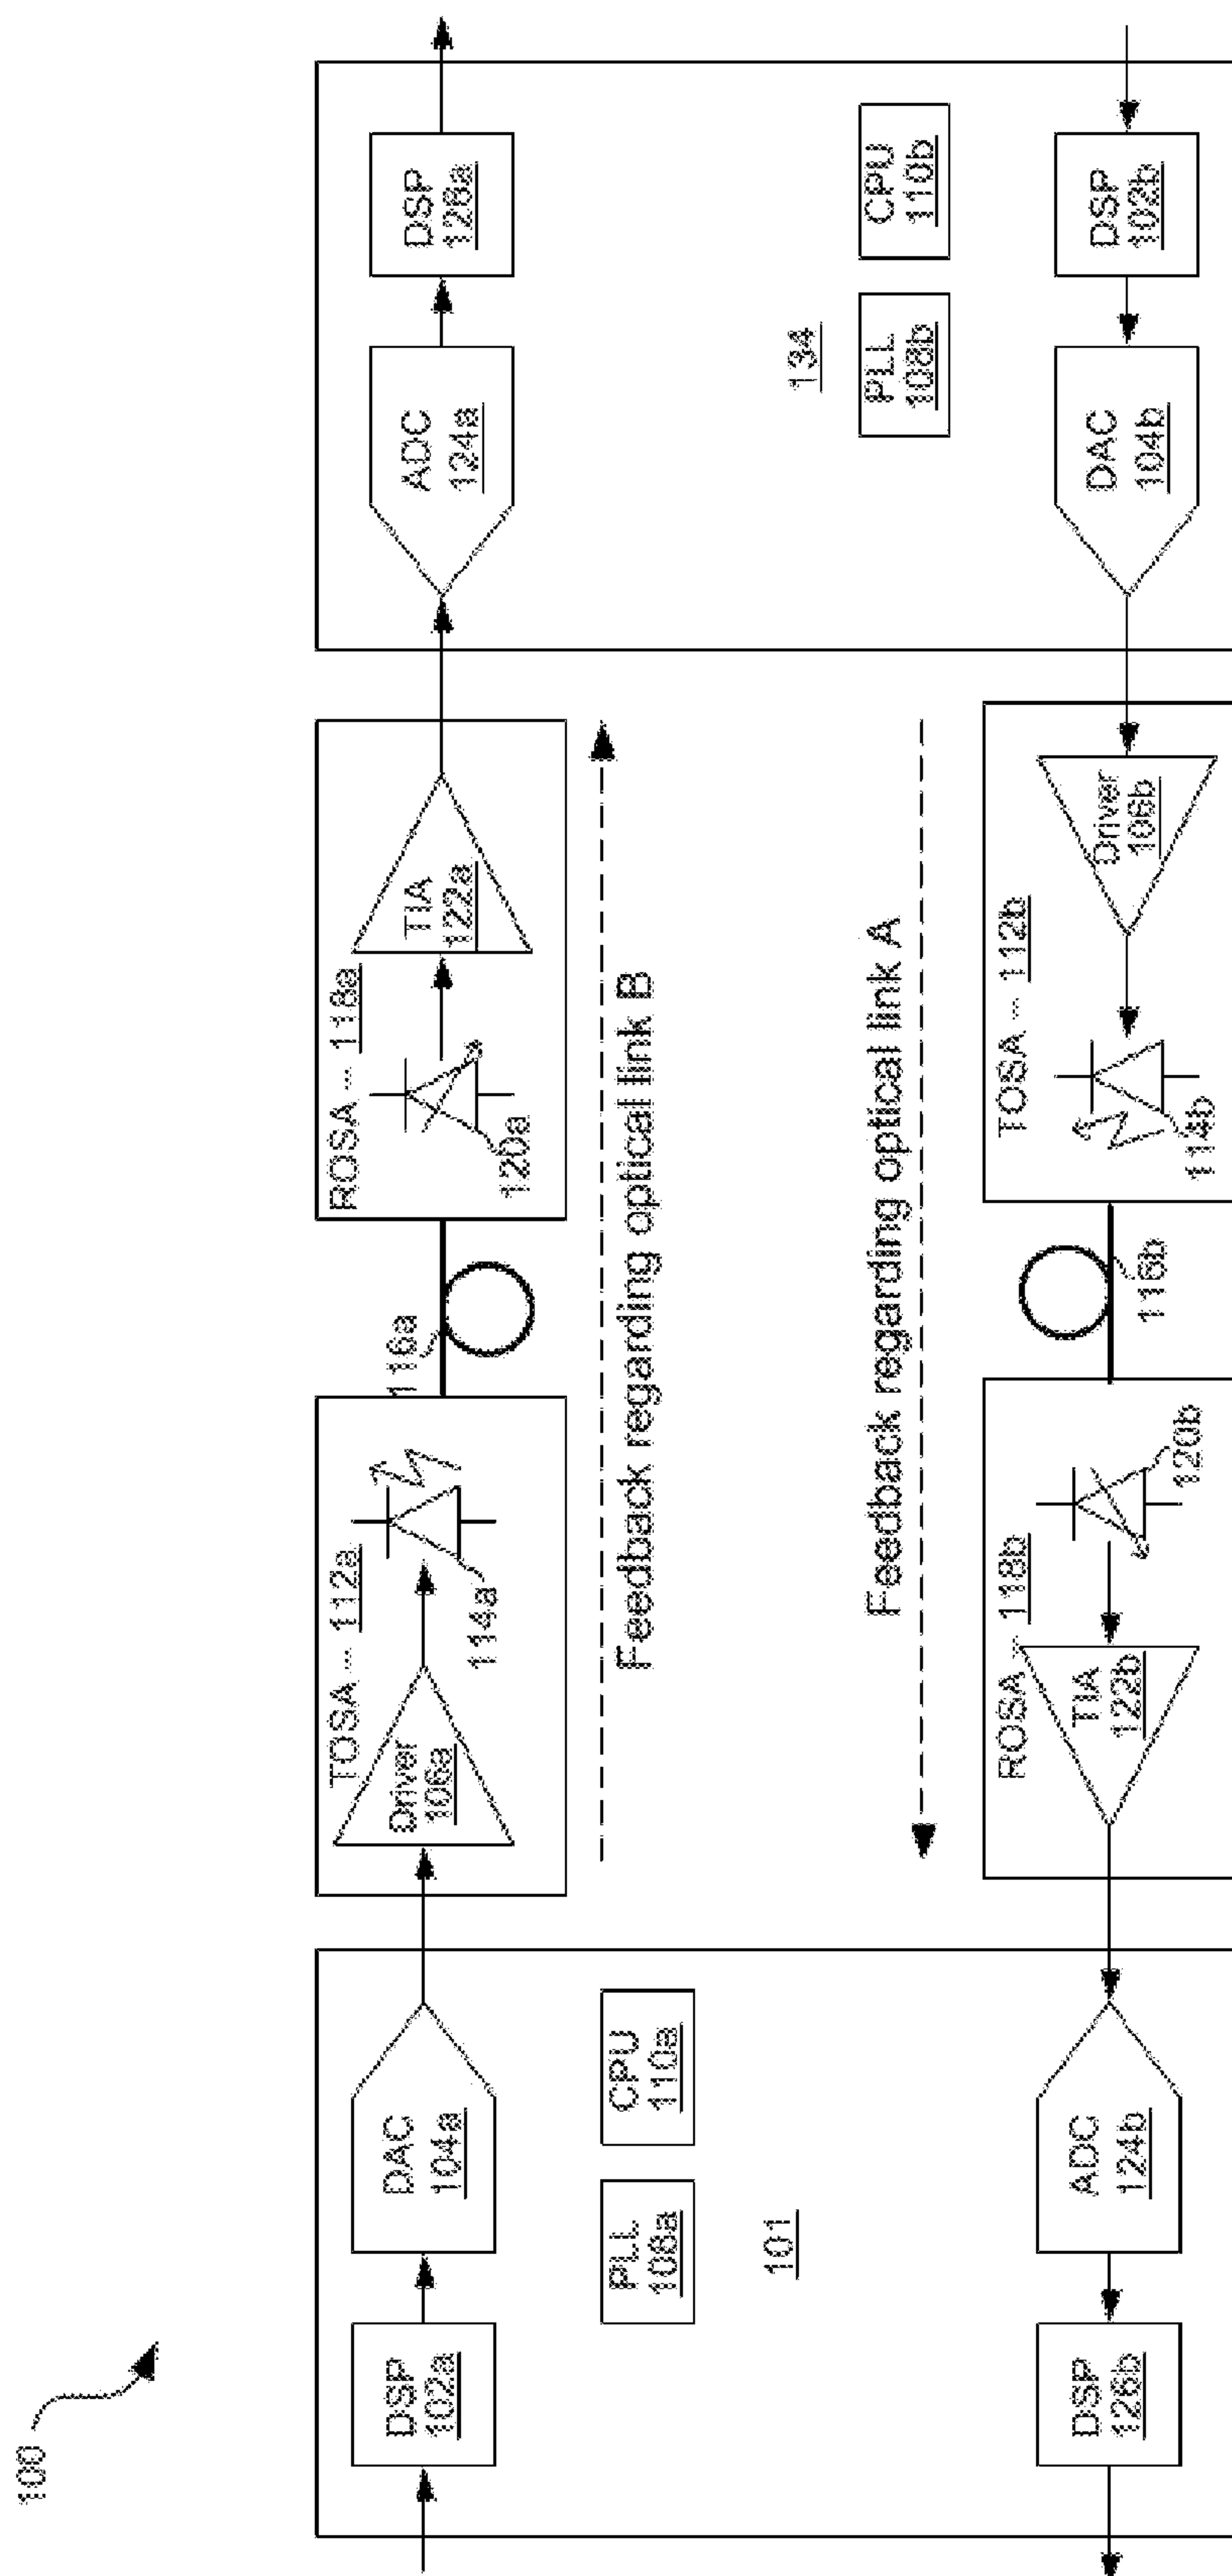 100
DSP
102a
DAC
104a
PLL
108a
CPU
110a
101
DSP
126b
ADC
124b
TOSA -- 112a
Driver
106a
114a
116a
ROSA -- 118a
120a
TIA
122a
Feedback regarding optical link B
Feedback regarding optical link A
ROSA -- 118b
TIA
122b
120b
116b
TOSA -- 112b
114b
Driver
106b
ADC
124a
DSP
126a
134
PLL
108b
CPU
110b
DAC
104b
DSP
102b